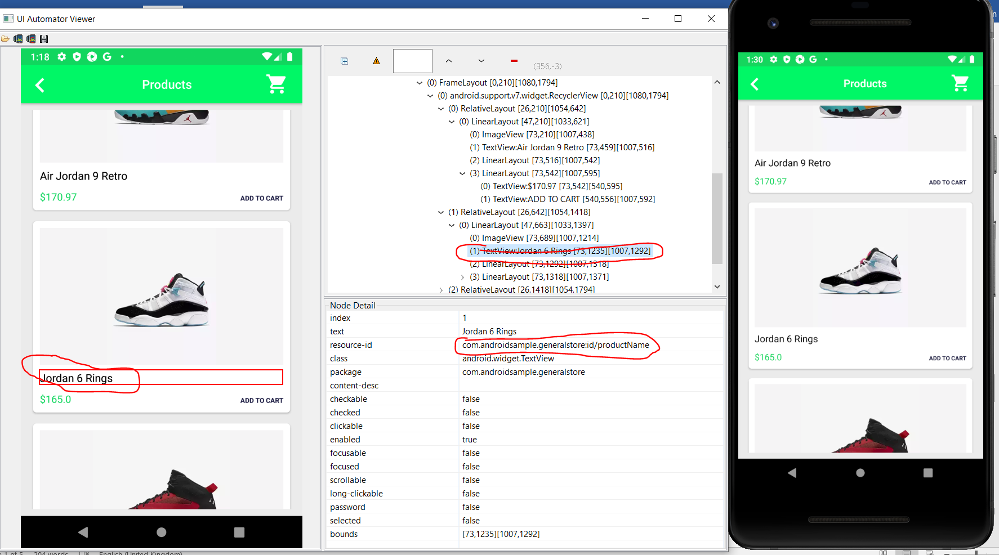 UI Automator Viewer
1:18
Products
Air Jordan 9 Retro
$170.97
ADD TO CART
Jordan 6 Rings
$165.0
ADD TO CART
(356,-3)
(0) FrameLayout [0,210][1080,1794]
(0) android.support.v7.widget.RecyclerView [0,210][1080,1794]
(0) RelativeLayout [26,210][1054,642]
(0) LinearLayout [47,210][1033,621]
(0) ImageView [73,210][1007,438]
(1) TextView:Air Jordan 9 Retro [73,459][1007,516]
(2) LinearLayout [73,516][1007,542]
(3) LinearLayout [73,542][1007,595]
(0) TextView:$170.97 [73,542][540,595]
(1) TextView:ADD TO CART [540,556][1007,592]
(1) RelativeLayout [26,642][1054,1418]
(0) LinearLayout [47,663][1033,1397]
(0) ImageView [73,689][1007,1214]
(1) TextView:Jordan 6 Rings [73,1235][1007,1292]
(2) LinearLayout [73,1292][1007,1318]
(3) LinearLayout [73,1318][1007,1371]
(2) RelativeLayout [26,1418][1054,1794]
Node Detail
index 1
text Jordan 6 Rings
resource-id com.androidsample.generalstore:id/productName
class android.widget.TextView
package com.androidsample.generalstore
content-desc
checkable false
checked false
clickable false
enabled true
focusable false
focused false
scrollable false
long-clickable false
password false
selected false
bounds [73,1235][1007,1292]
1:30
Products
Air Jordan 9 Retro
$170.97
ADD TO CART
Jordan 6 Rings
$165.0
ADD TO CART
1 of 5 204 words English (United Kingdom)